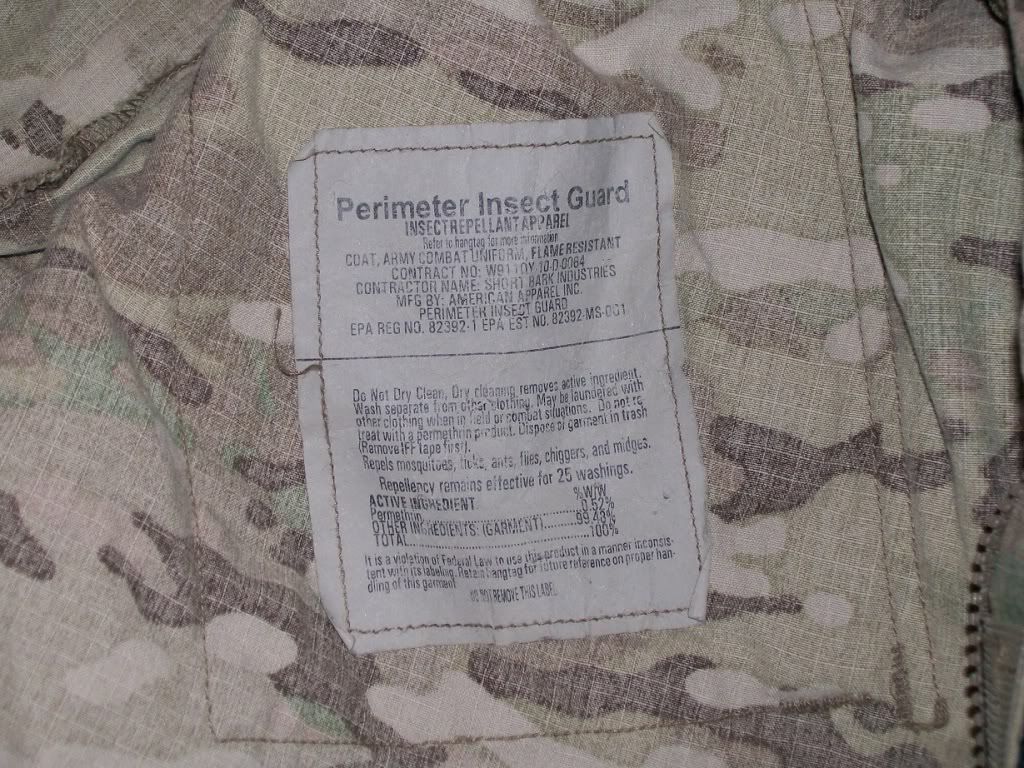 Perimeter Insect Guard
INSECT REPELLANT APPAREL
Refer to hangtag for more information
COAT, ARMY COMBAT UNIFORM, FLAME RESISTANT
CONTRACT NO: W911QY 10-D-0064
CONTRACTOR NAME: SHORT BARK INDUSTRIES
MFG BY: AMERICAN APPAREL INC.
PERIMETER INSECT GUARD
EPA REG NO. 82392-1 EPA EST NO. 82392-MS-001
Do Not Dry Clean, Dry cleaning removes active ingredient.
Wash separate from other clothing. May be laundered with
other clothing when in field or combat situations. Do not re
treat with a permethrin product. Dispose of garment in trash
(Remove IFF Tape first).
Repels mosquitoes, ticks, ants, flies, chiggers, and midges.
Repellency remains effective for 25 washings.
ACTIVE INGREDIENT %W/W
Permethrin 0.52%
OTHER INGREDIENTS: (GARMENT) 99.48%
TOTAL 100%
It is a violation of Federal Law to use this product in a manner inconsis-
tent with its labeling. Retain hangtag for future reference on proper han-
dling of this garment
DO NOT REMOVE THIS LABEL